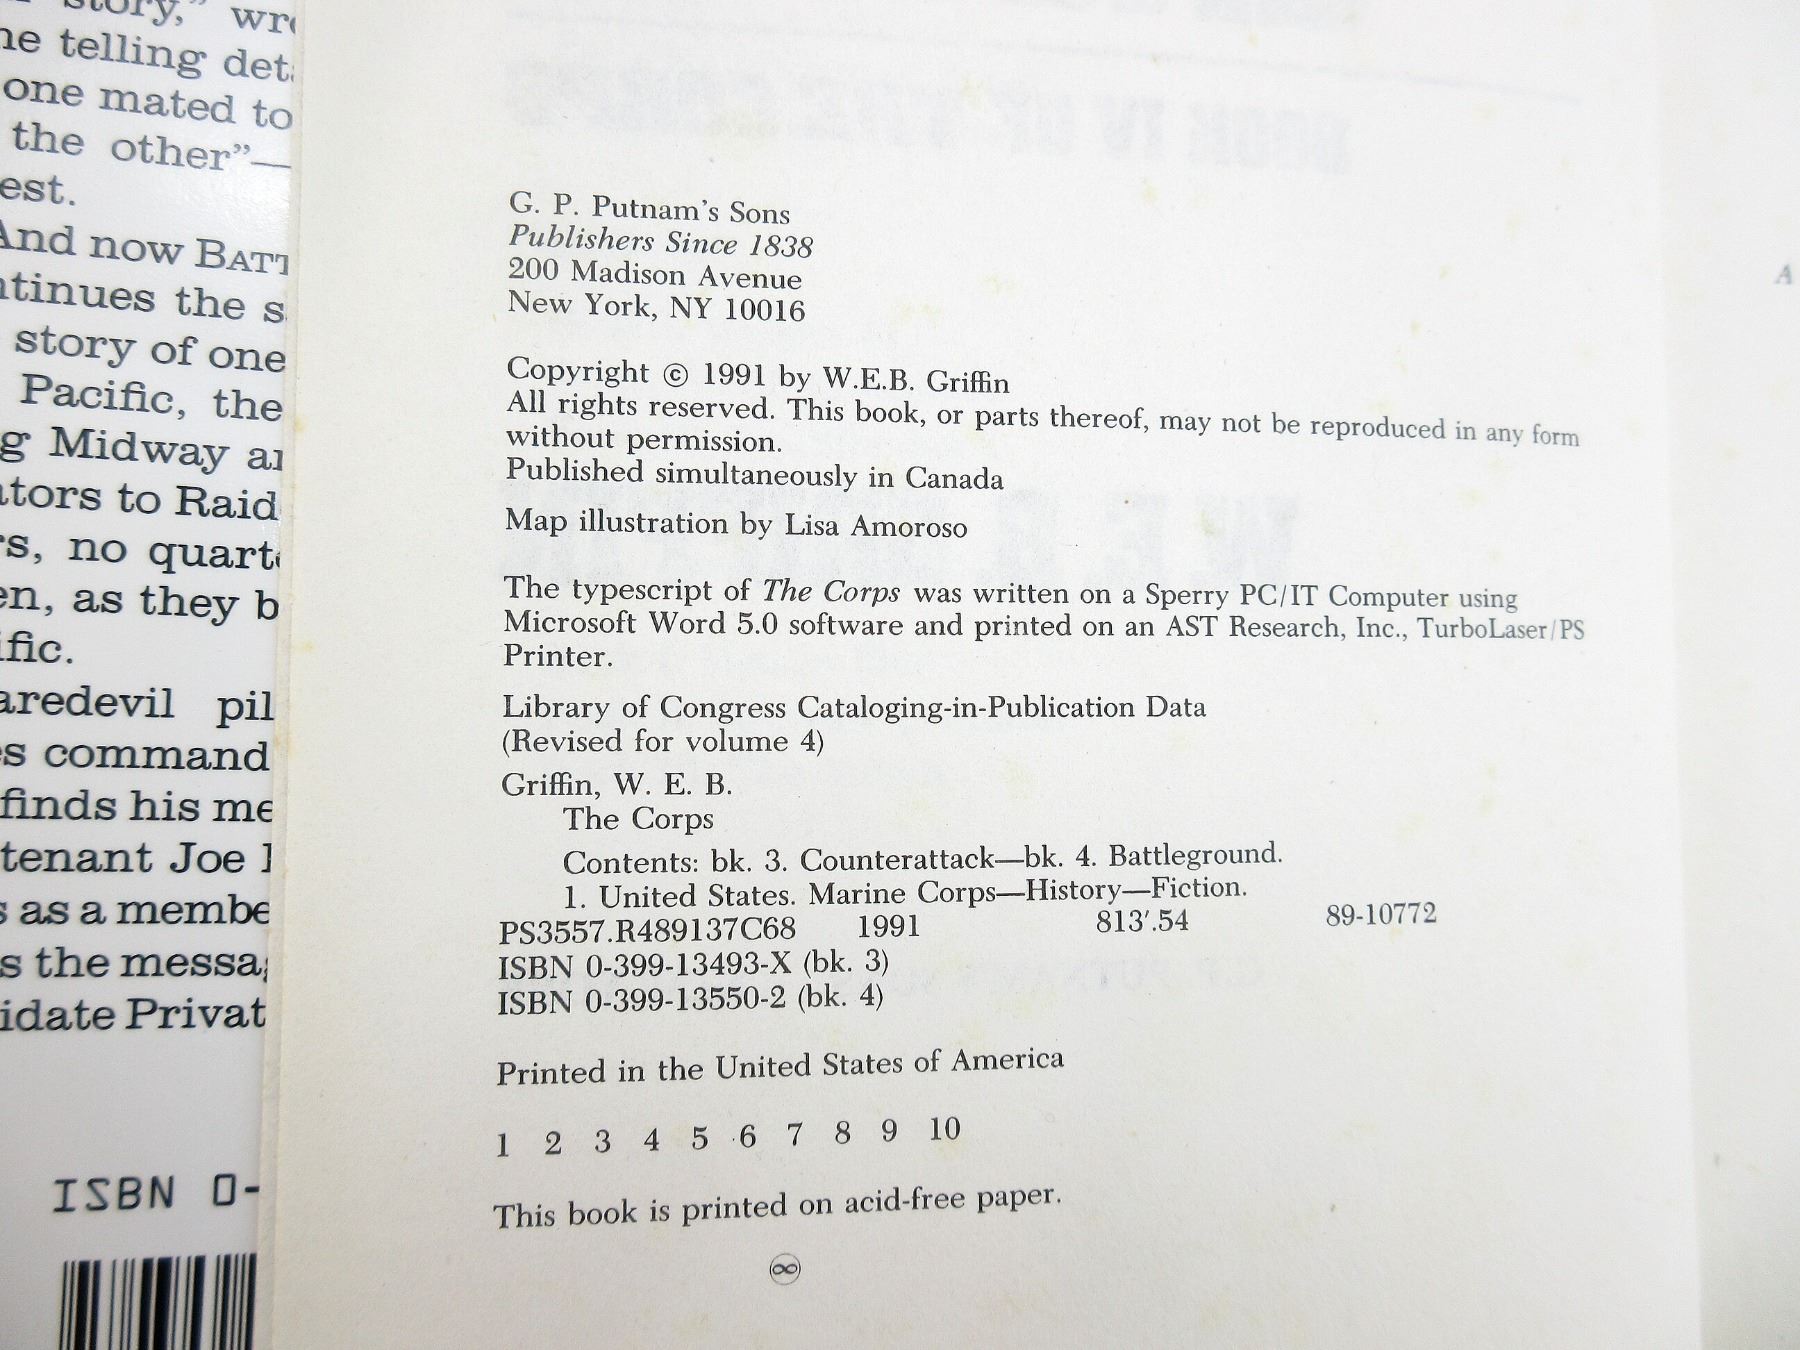 story,” wr
he telling det
one mated to
the other”—
est.
And now BATT
ntinues the s
story of one
Pacific, the
g Midway a
ators to Raid
rs, no quart
en, as they b
ific.
aredevil pil
s command
finds his me
tenant Joe
s as a membe
s the messag
idate Privat
ISBN 0-
G. P. Putnam’s Sons
Publishers Since 1838
200 Madison Avenue
New York, NY 10016
Copyright © 1991 by W.E.B. Griffin
All rights reserved. This book, or parts thereof, may not be reproduced in any form
without permission.
Published simultaneously in Canada
Map illustration by Lisa Amoroso
The typescript of The Corps was written on a Sperry PC/IT Computer using
Microsoft Word 5.0 software and printed on an AST Research, Inc., TurboLaser/PS
Printer.
Library of Congress Cataloging-in-Publication Data
(Revised for volume 4)
Griffin, W. E. B.
The Corps
Contents: bk. 3. Counterattack—bk. 4. Battleground.
1. United States. Marine Corps—History—Fiction.
PS3557.R489137C68 1991 813′.54 89-10772
ISBN 0-399-13493-X (bk. 3)
ISBN 0-399-13550-2 (bk. 4)
Printed in the United States of America
1 2 3 4 5 6 7 8 9 10
This book is printed on acid-free paper.
♾
A